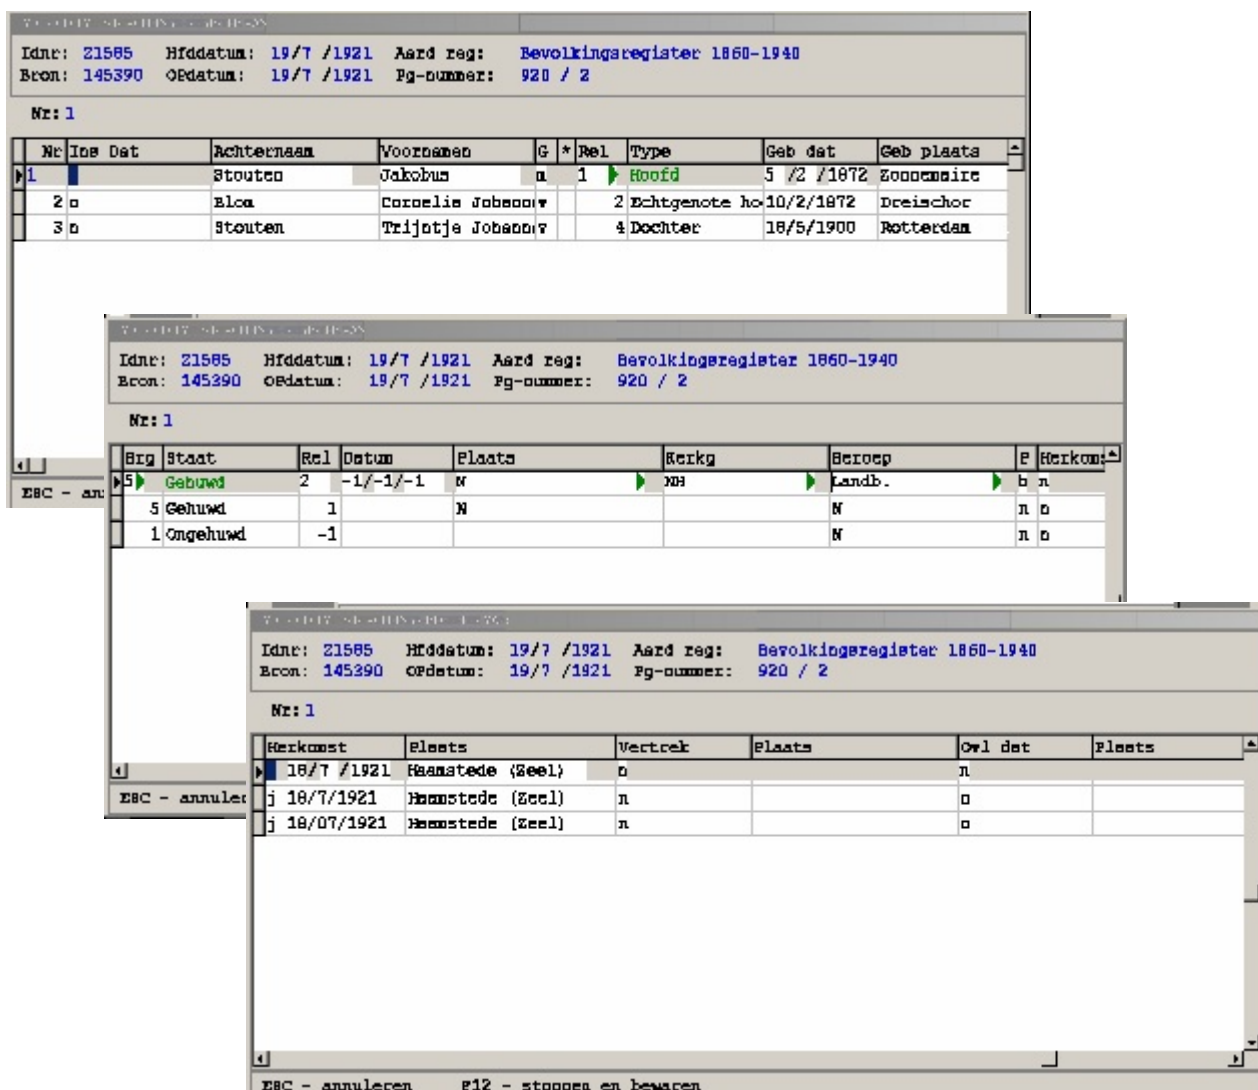 Idnr: 21585 Hfddatum: 19/7 /1921 Aard reg: Bevolkingsregister 1860-1940
Bron: 145390 OPdatum: 19/7 /1921 Pg-nummer: 920 / 2
Nr: 1
Nr Ins Dat Achternaam Voornamen G * Rel Type Geb dat Geb plaats
1 Stouten Jakobus m 1 Hoofd 5 /2 /1872 Zonnemaire
2 n Blom Cornelis Johann v 2 Echtgenote ho 10/2/1872 Dreischor
3 n Stouten Trijntje Johann v 4 Dochter 18/5/1900 Rotterdam
ESC - an
Idnr: 21585 Hfddatum: 19/7 /1921 Aard reg: Bevolkingsregister 1860-1940
Bron: 145390 OPdatum: 19/7 /1921 Pg-nummer: 920 / 2
Nr: 1
Brg Staat Rel Datum Plaats Kerkg Beroep P Herkom
5 Gehuwd 2 -1/-1/-1 N NH Landb. h n
5 Gehuwd 1 N N n n
1 Ongehuwd -1 N n n
ESC - annuler
Idnr: 21585 Hfddatum: 19/7 /1921 Aard reg: Bevolkingsregister 1860-1940
Bron: 145390 OPdatum: 19/7 /1921 Pg-nummer: 920 / 2
Nr: 1
Herkomst Plaats Vertrek Plaats Ovl dat Plaats
18/7 /1921 Haamstede (Zeel) n n
j 18/7/1921 Haamstede (Zeel) n n
j 18/07/1921 Haamstede (Zeel) n n
ESC - annuleren F12 - stoppen en bewaren